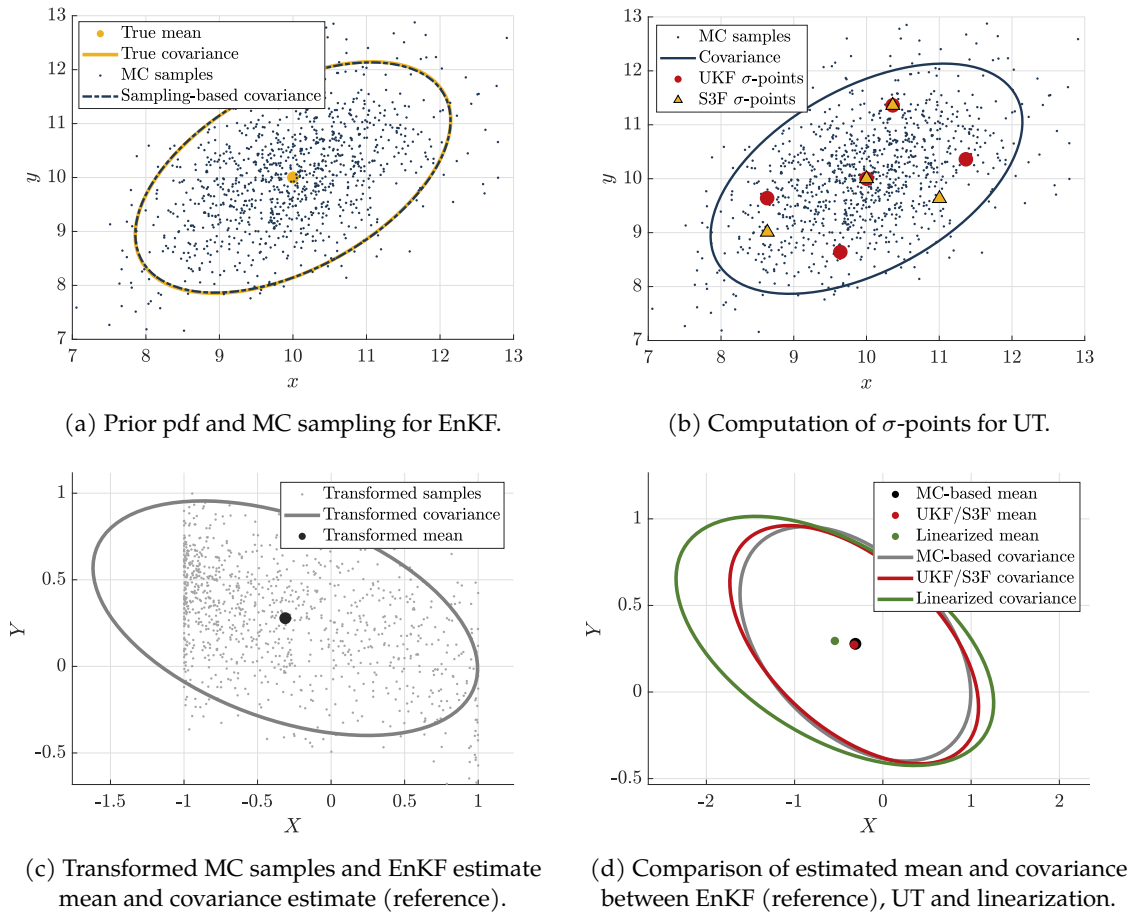 True mean
True covariance
MC samples
Sampling-based covariance
13
12
11
10
9
8
7
y
7 8 9 10 11 12 13
x
(a) Prior pdf and MC sampling for EnKF.
MC samples
Covariance
UKF σ-points
S3F σ-points
13
12
11
10
9
8
7
y
7 8 9 10 11 12 13
x
(b) Computation of σ-points for UT.
Transformed samples
Transformed covariance
Transformed mean
1
0.5
0
-0.5
Y
-1.5 -1 -0.5 0 0.5 1
X
(c) Transformed MC samples and EnKF estimate
mean and covariance estimate (reference).
MC-based mean
UKF/S3F mean
Linearized mean
MC-based covariance
UKF/S3F covariance
Linearized covariance
1
0.5
0
-0.5
Y
-2 -1 0 1 2
X
(d) Comparison of estimated mean and covariance
between EnKF (reference), UT and linearization.